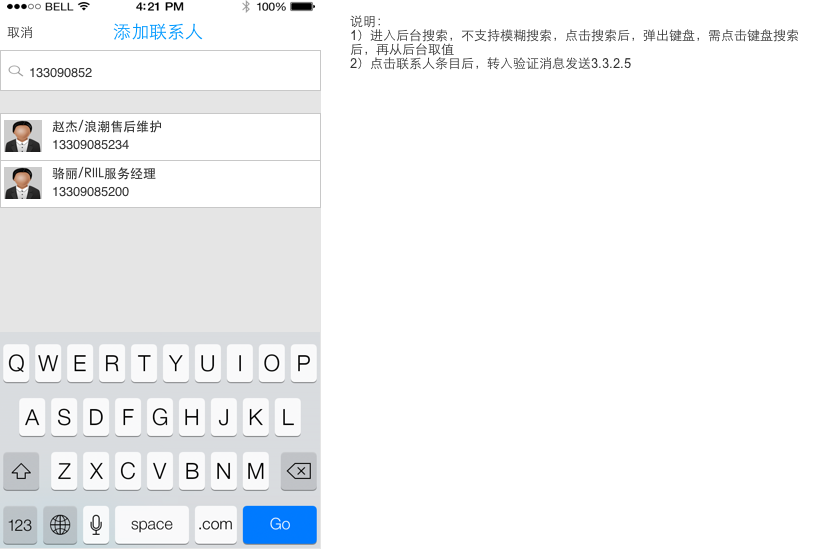 BELL 4:21 PM 100%
取消 添加联系人
133090852
赵杰/浪潮售后维护
13309085234
骆丽/RIIL服务经理
13309085200
Q W E R T Y U I O P
A S D F G H J K L
Z X C V B N M
123 space .com Go
说明：
1）进入后台搜索，不支持模糊搜索，点击搜索后，弹出键盘，需点击键盘搜索
后，再从后台取值
2）点击联系人条目后，转入验证消息发送3.3.2.5